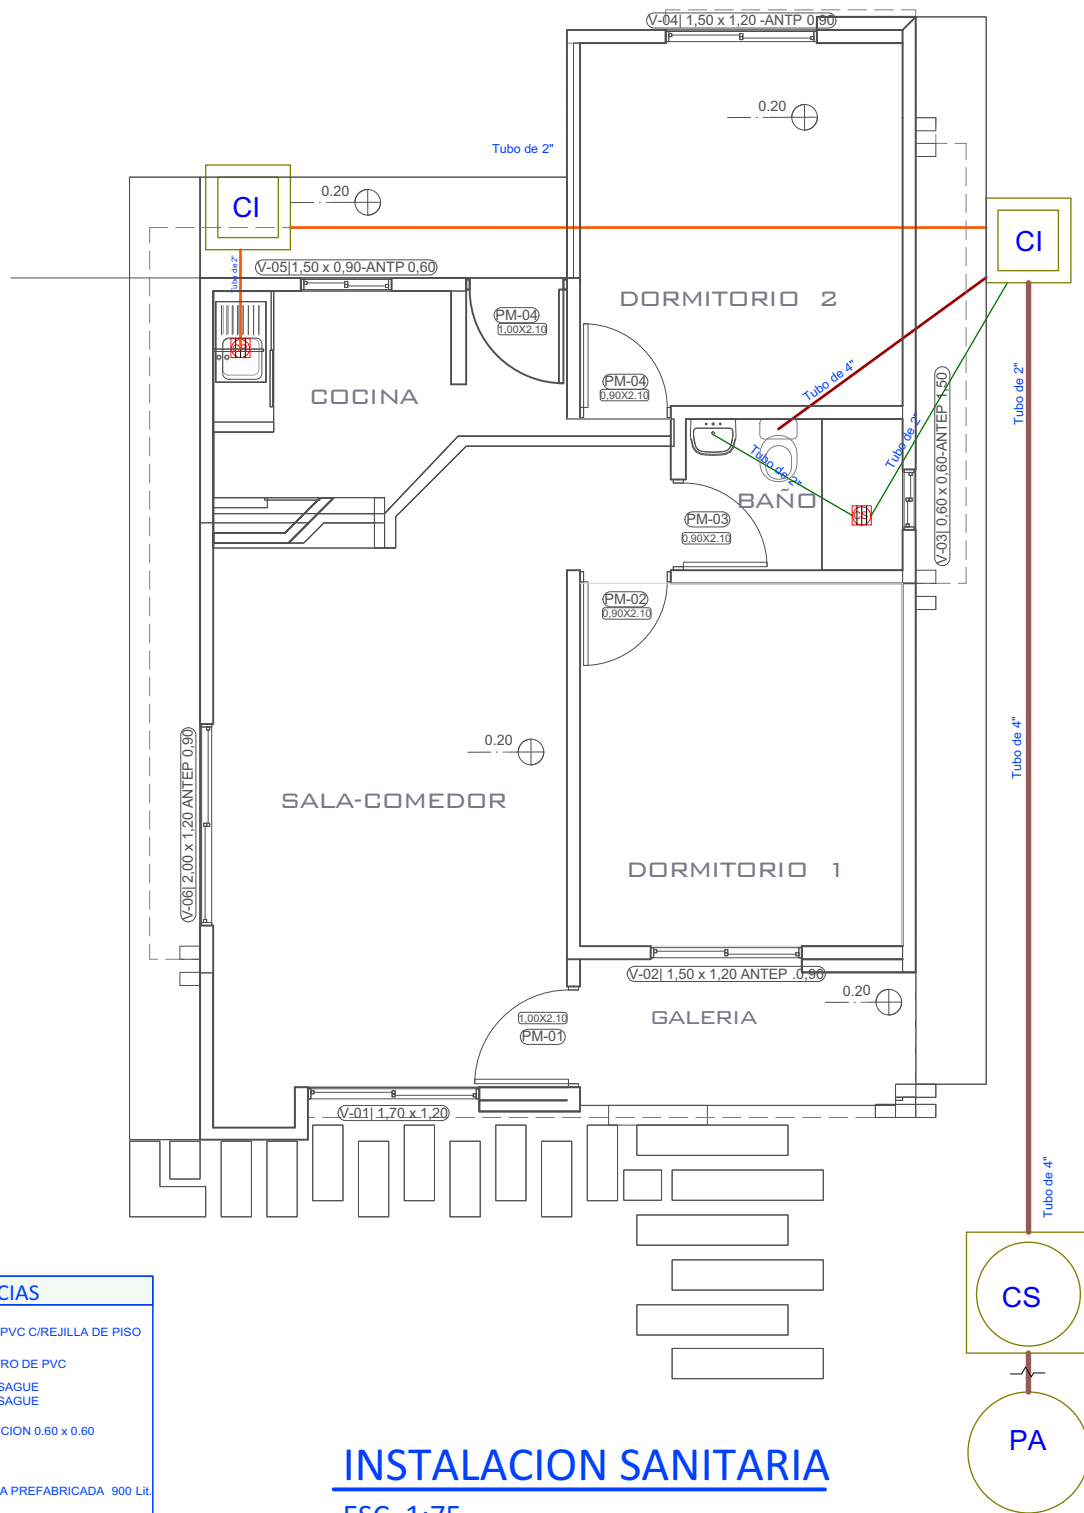 V-04| 1,50 x 1,20 -ANTP 0,90
0.20
Tubo de 2"
CI
0.20
CI
V-05|1,50 x 0,90-ANTP 0,60
Tubo de 2"
DORMITORIO 2
PM-04
1,00X2.10
COCINA
PM-04
0,90X2.10
Tubo de 4"
Tubo de 2"
Tubo de 2"
Tubo de 2"
V-03| 0,60 x 0,60-ANTEP 1,50
BAÑO
PM-03
0,90X2.10
PM-02
0,90X2.10
0.20
Tubo de 4"
V-06| 2,00 x 1,20 ANTEP 0,90
SALA-COMEDOR
DORMITORIO 1
V-02| 1,50 x 1,20 ANTEP .0,90
0.20
GALERIA
1,00X2.10
PM-01
V-01| 1,70 x 1,20
Tubo de 4"
CIAS
PVC C/REJILLA DE PISO
RO DE PVC
SAGUE
SAGUE
CION 0.60 x 0.60
A PREFABRICADA 900 Lit.
CS
PA
INSTALACION SANITARIA
ESC. 1:75